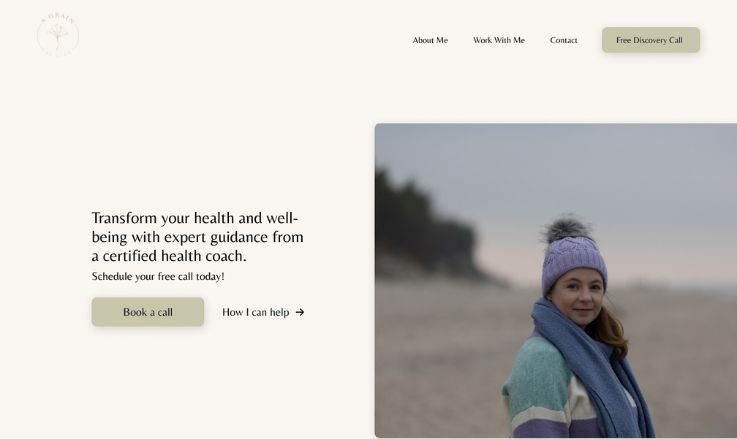 A GRAIN
About Me
Work With Me
Contact
Free Discovery Call
Transform your health and well-
being with expert guidance from
a certified health coach.
Schedule your free call today!
Book a call
How I can help →